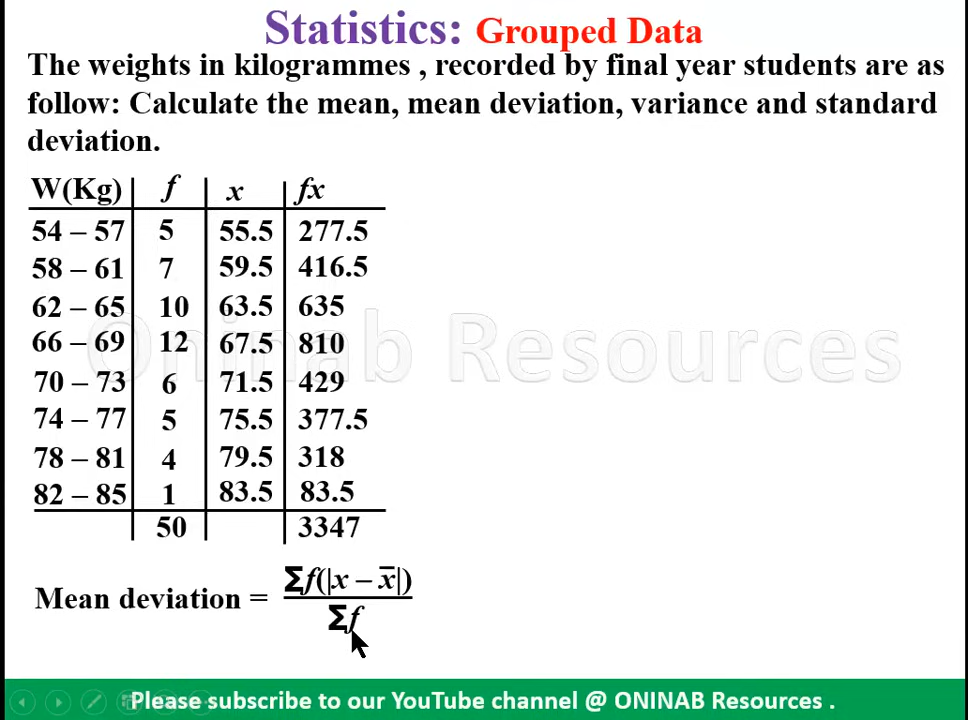 Statistics: Grouped Data
The weights in kilogrammes , recorded by final year students are as
follow: Calculate the mean, mean deviation, variance and standard
deviation.
W(Kg) f x fx
54 – 57 5 55.5 277.5
58 – 61 7 59.5 416.5
62 – 65 10 63.5 635
66 – 69 12 67.5 810
70 – 73 6 71.5 429
74 – 77 5 75.5 377.5
78 – 81 4 79.5 318
82 – 85 1 83.5 83.5
50 3347
Oninab Resources
Mean deviation = Σf(|x – x̅|)
Σf
Please subscribe to our YouTube channel @ ONINAB Resources .